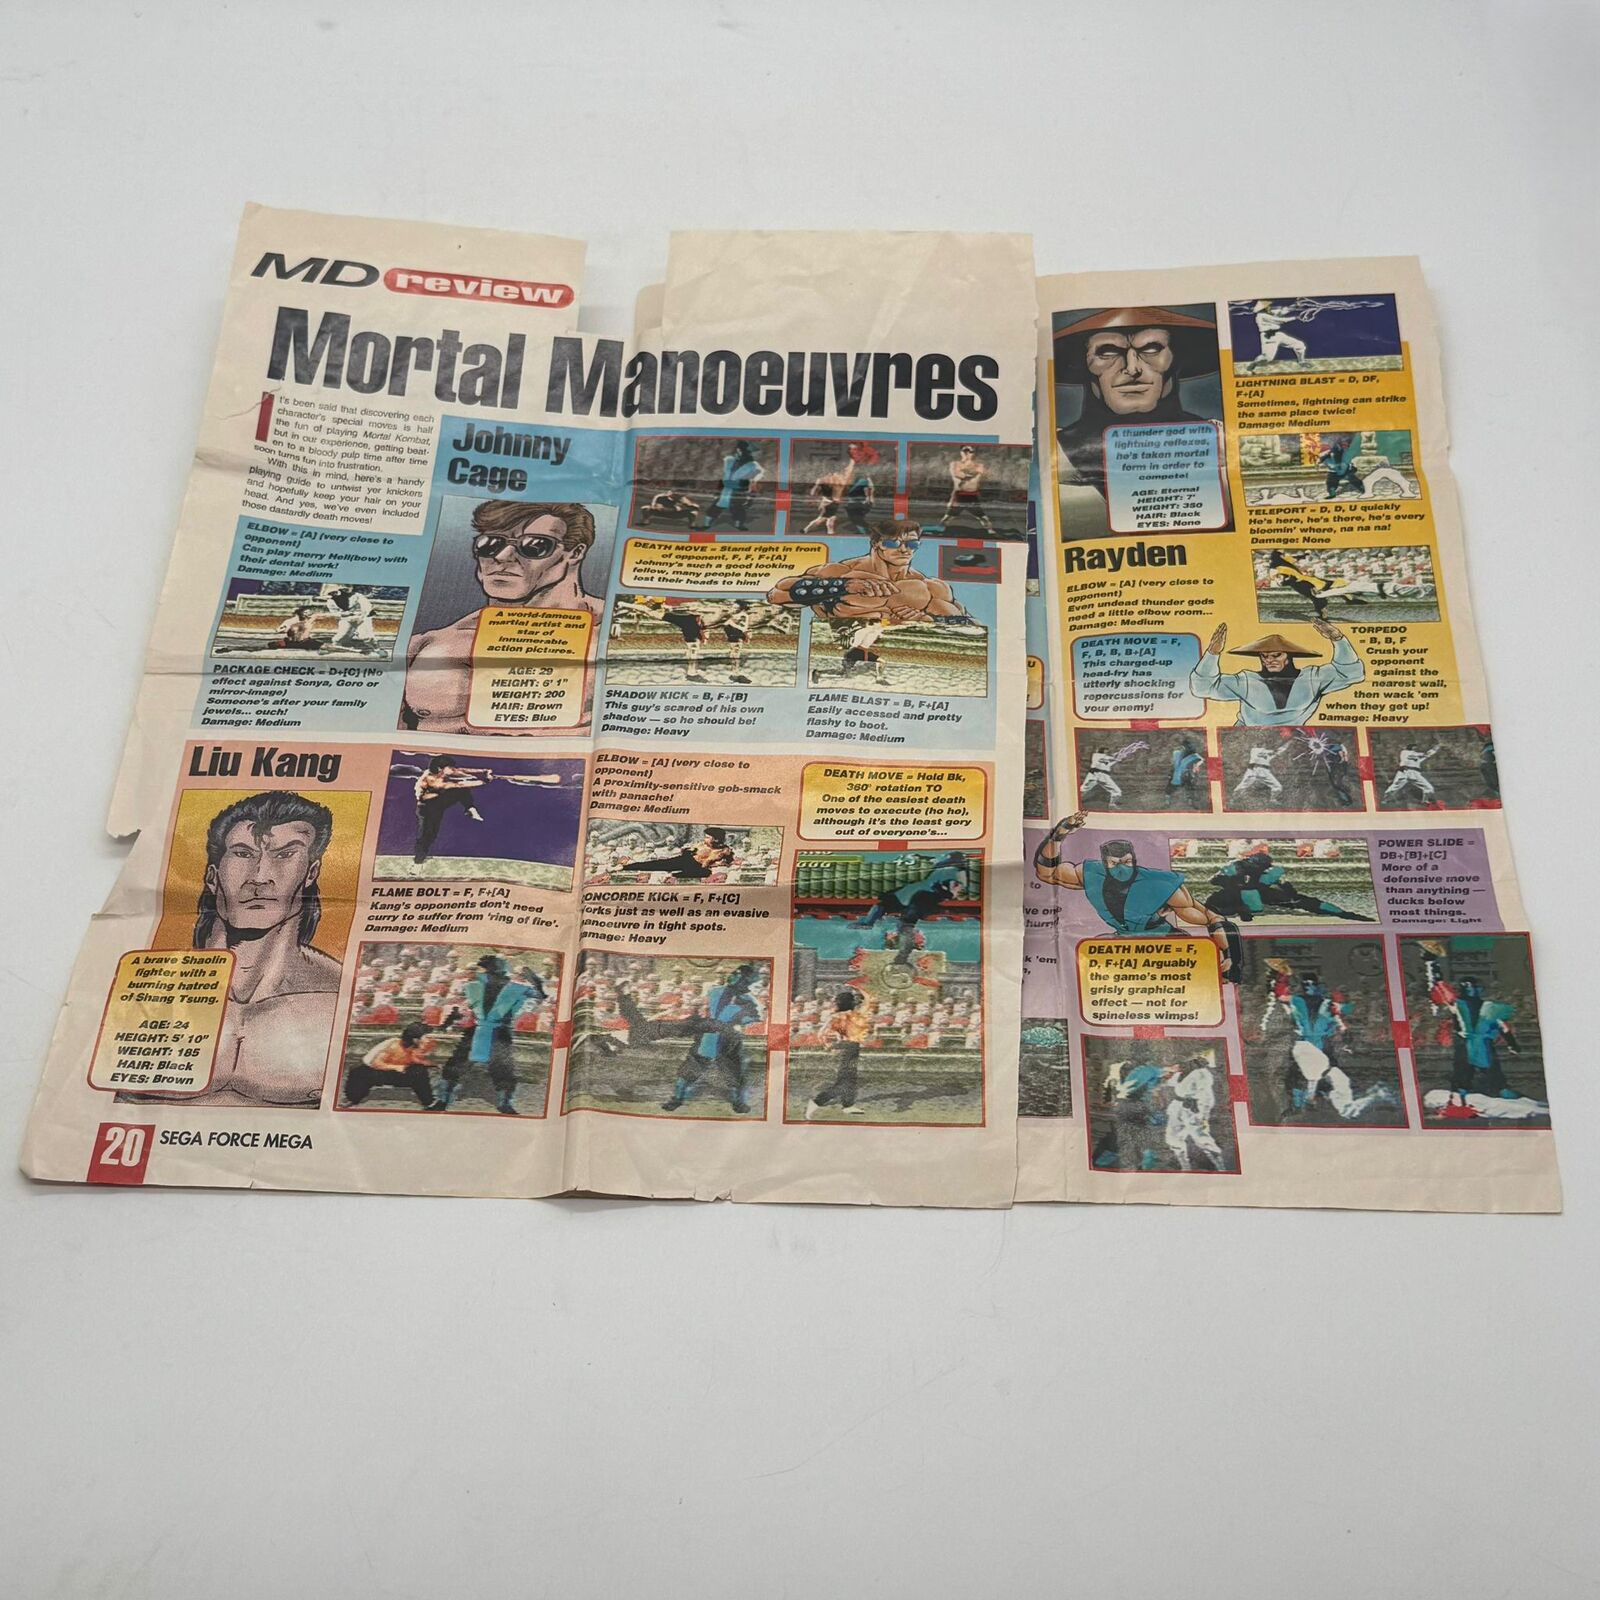 MD review
Mortal Manoeuvres
It's been said that discovering each
character's special moves is half
the fun of playing Mortal Kombat,
but in our experience, getting beat-
en to a bloody pulp time after time
soon turns fun into frustration.
With this in mind, here's a handy
playing guide to untwist yer knickers
and hopefully keep your hair on your
head. And yes, we've even included
those dastardly death moves!
Johnny
Cage
ELBOW = [A] (very close to
opponent)
Can play merry Hell(bow) with
their dental work!
Damage: Medium
PACKAGE CHECK = D+[C] (No
effect against Sonya, Goro or
mirror-image)
Someone's after your family
jewels... ouch!
Damage: Medium
A world-famous
martial artist and
star of
innumerable
action pictures.
AGE: 29
HEIGHT: 6' 1"
WEIGHT: 200
HAIR: Brown
EYES: Blue
DEATH MOVE = Stand right in front
of opponent, F, F, F+[A]
Johnny's such a good looking
fellow, many people have
lost their heads to him!
SHADOW KICK = B, F+[B]
This guy's scared of his own
shadow — so he should be!
Damage: Heavy
FLAME BLAST = B, F+[A]
Easily accessed and pretty
flashy to boot.
Damage: Medium
Liu Kang
A brave Shaolin
fighter with a
burning hatred
of Shang Tsung.
AGE: 24
HEIGHT: 5' 10"
WEIGHT: 185
HAIR: Black
EYES: Brown
FLAME BOLT = F, F+[A]
Kang's opponents don't need
curry to suffer from 'ring of fire'.
Damage: Medium
ELBOW = [A] (very close to
opponent)
A proximity-sensitive gob-smack
with panache!
Damage: Medium
ONCORDE KICK = F, F+[C]
orks just as well as an evasive
anoeuvre in tight spots.
amage: Heavy
DEATH MOVE = Hold Bk,
360° rotation TO
One of the easiest death
moves to execute (ho ho),
although it's the least gory
out of everyone's...
20 SEGA FORCE MEGA
A thunder god with
lightning reflexes,
he's taken mortal
form in order to
compete!
AGE: Eternal
HEIGHT: 7'
WEIGHT: 350
HAIR: Black
EYES: None
Rayden
LIGHTNING BLAST = D, DF,
F+[A]
Sometimes, lightning can strike
the same place twice!
Damage: Medium
TELEPORT = D, D, U quickly
He's here, he's there, he's every
bloomin' where, na na na!
Damage: None
ELBOW = [A] (very close to
opponent)
Even undead thunder gods
need a little elbow room...
Damage: Medium
DEATH MOVE = F,
F, B, B, B+[A]
This charged-up
head-fry has
utterly shocking
repercussions for
your enemy!
TORPEDO
= B, B, F
Crush your
opponent
against the
nearest wall,
then wack 'em
when they get up!
Damage: Heavy
U
to
ve on
hurry
k 'em
POWER SLIDE =
DB+[B]+[C]
More of a
defensive move
than anything —
ducks below
most things.
Damage: Light
DEATH MOVE = F,
D, F+[A] Arguably
the game's most
grisly graphical
effect — not for
spineless wimps!